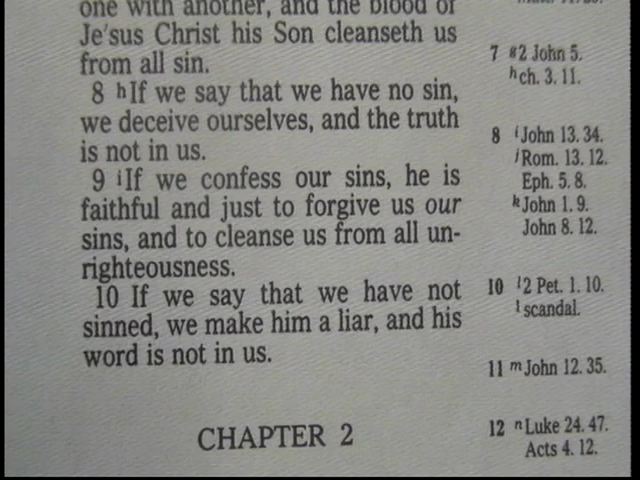 one with another, and the blood of
Je'sus Christ his Son cleanseth us
from all sin.
8 hIf we say that we have no sin,
we deceive ourselves, and the truth
is not in us.
9 iIf we confess our sins, he is
faithful and just to forgive us our
sins, and to cleanse us from all un-
righteousness.
10 If we say that we have not
sinned, we make him a liar, and his
word is not in us.
CHAPTER 2
7 g2 John 5.
hch. 3. 11.
8 iJohn 13. 34.
jRom. 13. 12.
Eph. 5. 8.
kJohn 1. 9.
John 8. 12.
10 l2 Pet. 1. 10.
1scandal.
11 mJohn 12. 35.
12 nLuke 24. 47.
Acts 4. 12.